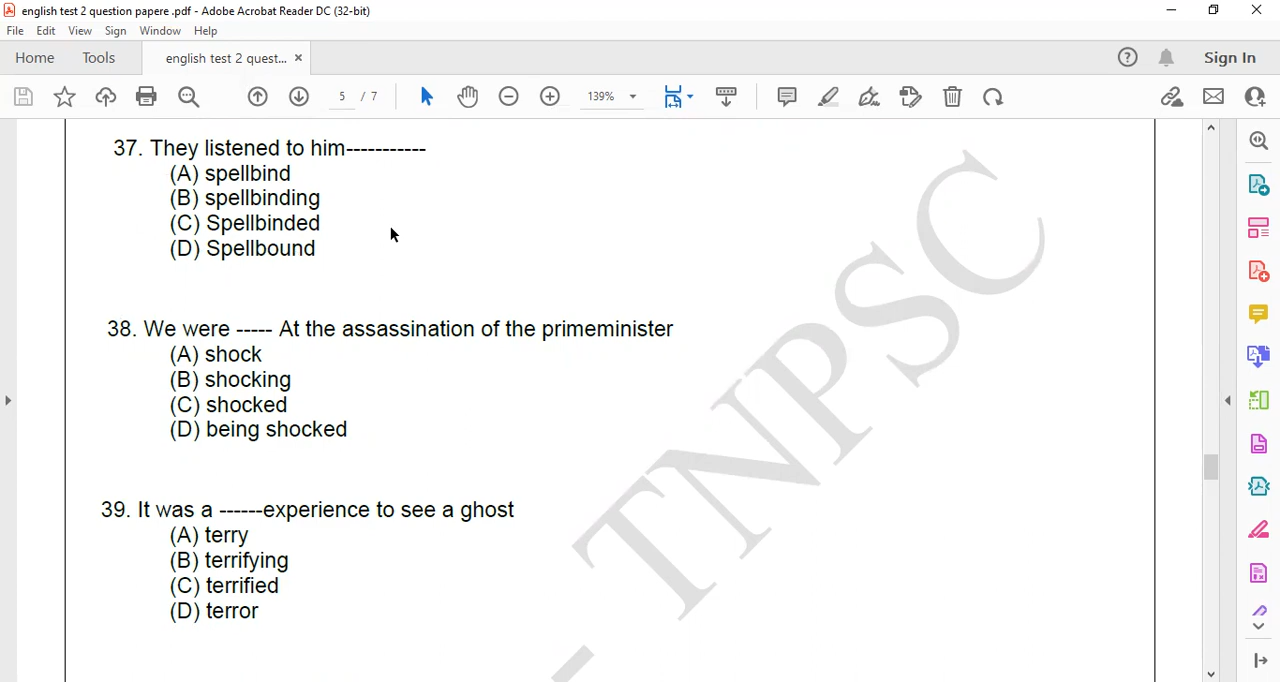 english test 2 question papere .pdf - Adobe Acrobat Reader DC (32-bit)
File Edit View Sign Window Help
Home Tools english test 2 quest... × Sign In
5 / 7 139%
37. They listened to him-----------
(A) spellbind
(B) spellbinding
(C) Spellbinded
(D) Spellbound
38. We were ----- At the assassination of the primeminister
(A) shock
(B) shocking
(C) shocked
(D) being shocked
39. It was a ------experience to see a ghost
(A) terry
(B) terrifying
(C) terrified
(D) terror
- TNPSC